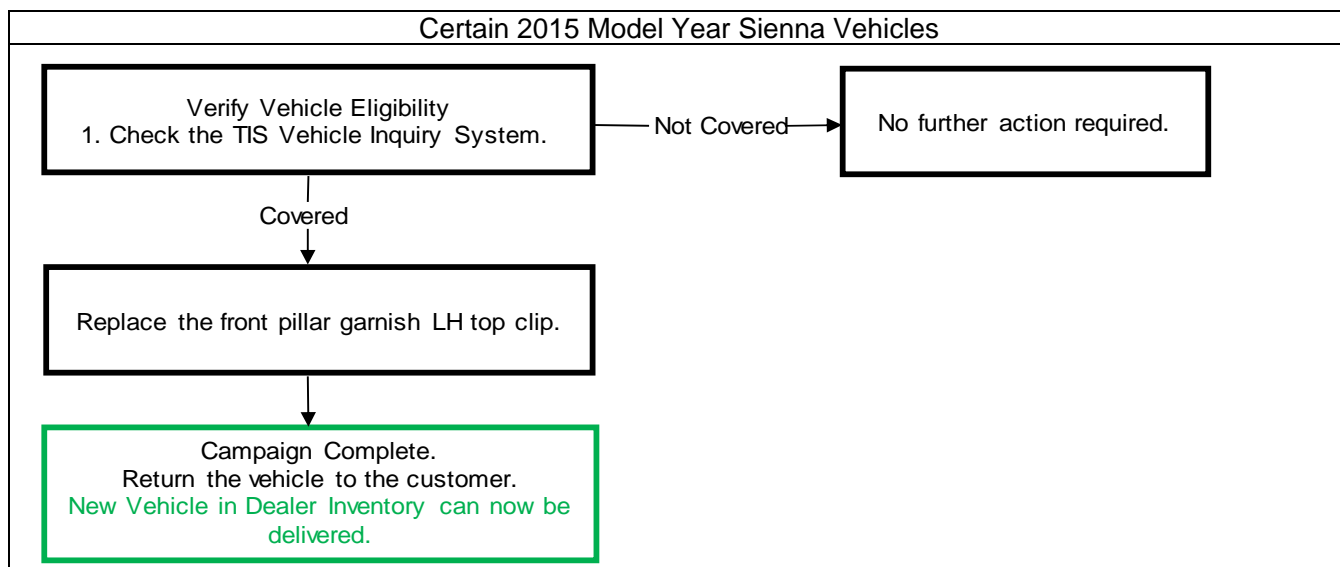 Certain 2015 Model Year Sienna Vehicles
Verify Vehicle Eligibility
1. Check the TIS Vehicle Inquiry System.
Not Covered
No further action required.
Covered
Replace the front pillar garnish LH top clip.
Campaign Complete.
Return the vehicle to the customer.
New Vehicle in Dealer Inventory can now be
delivered.